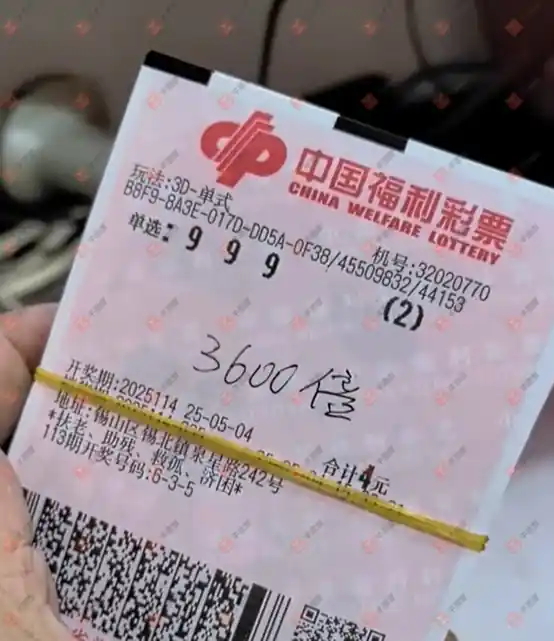 中国福利彩票
CHINA WELFARE LOTTERY
玩法:3D-单式
机号:32020770
B8F9-8A3E-017D-DD5A-0F38/45509832/44153
单选: 9 9 9 (2)
3600倍
开奖期:2025114 25-05-04
合计4元
地址:锡山区锡北镇泉星路242号
*扶老、助残、救孤、济困*
113期开奖号码:6-3-5